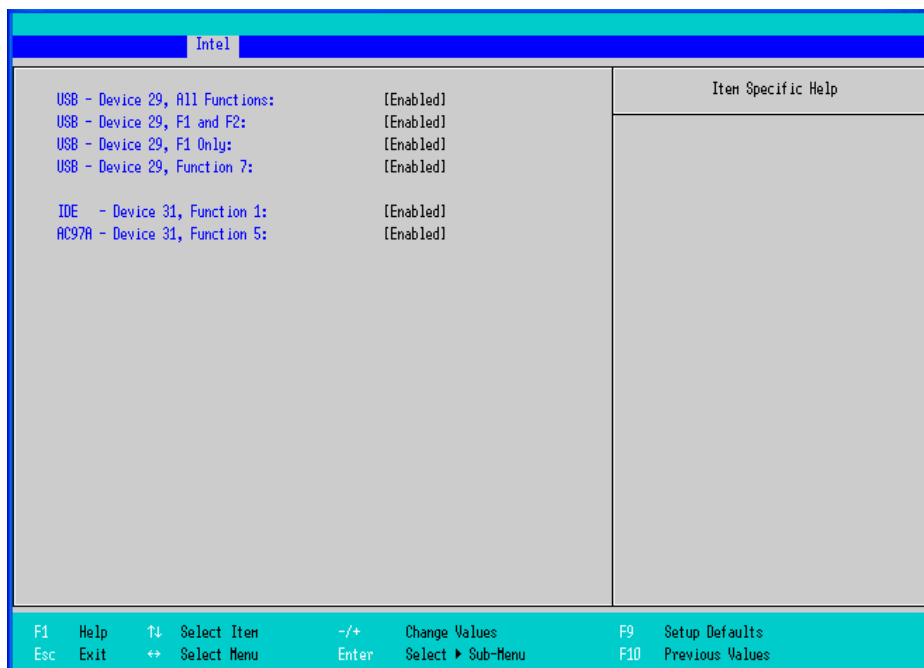 Intel
Item Specific Help
USB - Device 29, All Functions: [Enabled]
USB - Device 29, F1 and F2: [Enabled]
USB - Device 29, F1 Only: [Enabled]
USB - Device 29, Function 7: [Enabled]
IDE - Device 31, Function 1: [Enabled]
AC97A - Device 31, Function 5: [Enabled]
F1 Help ↑↓ Select Item -/+ Change Values F9 Setup Defaults
Esc Exit ↔ Select Menu Enter Select ▶ Sub-Menu F10 Previous Values